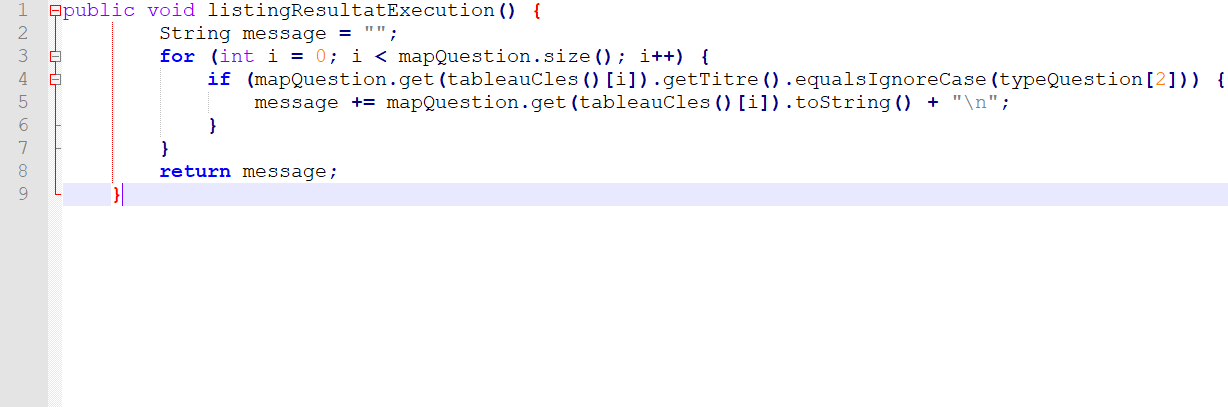 1 public void listingResultatExecution() {
2 String message = "";
3 for (int i = 0; i < mapQuestion.size(); i++) {
4 if (mapQuestion.get(tableauCles()[i]).getTitre().equalsIgnoreCase(typeQuestion[2])) {
5 message += mapQuestion.get(tableauCles()[i]).toString() + "\n";
6 }
7 }
8 return message;
9 }